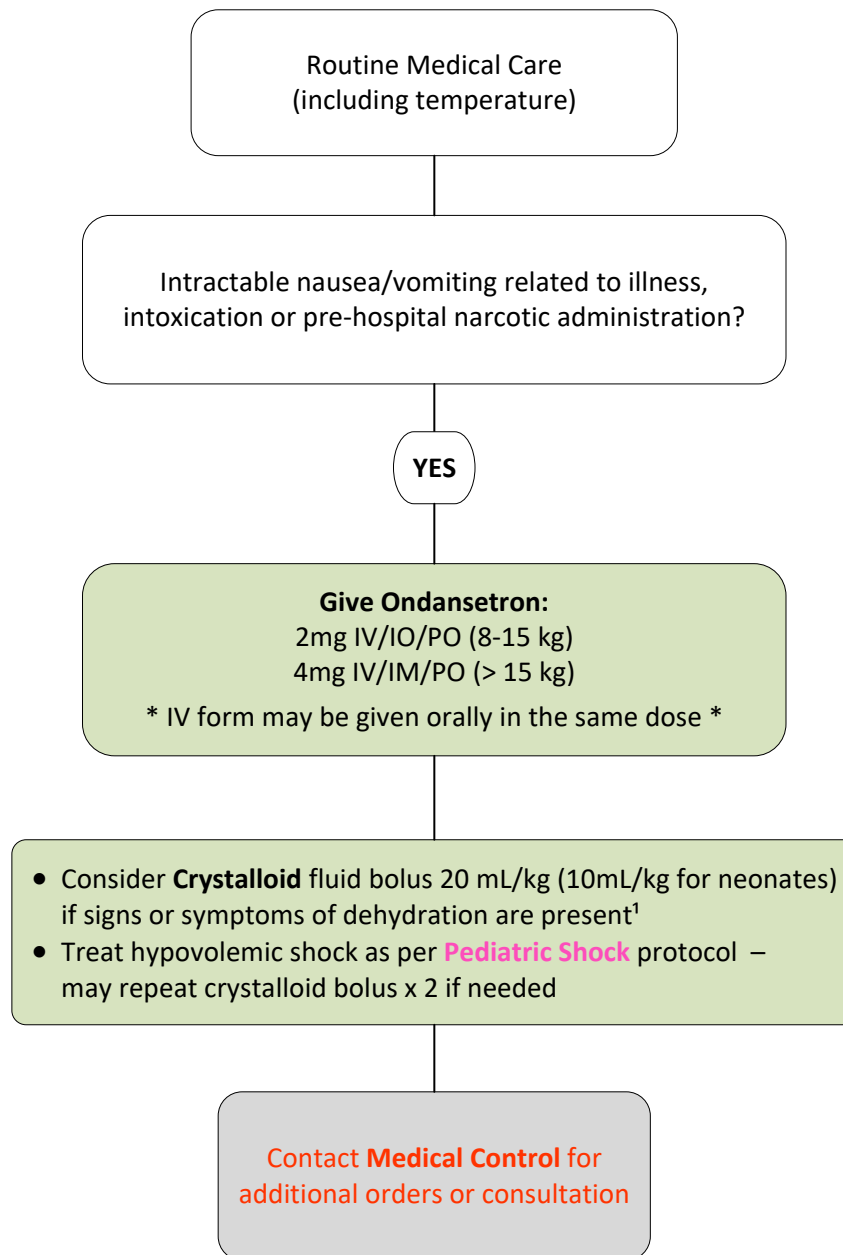 Routine Medical Care
(including temperature)
Intractable nausea/vomiting related to illness,
intoxication or pre-hospital narcotic administration?
YES
Give Ondansetron:
2mg IV/IO/PO (8-15 kg)
4mg IV/IM/PO (> 15 kg)
* IV form may be given orally in the same dose *
• Consider Crystalloid fluid bolus 20 mL/kg (10mL/kg for neonates)
if signs or symptoms of dehydration are present¹
• Treat hypovolemic shock as per Pediatric Shock protocol –
may repeat crystalloid bolus x 2 if needed
Contact Medical Control for
additional orders or consultation